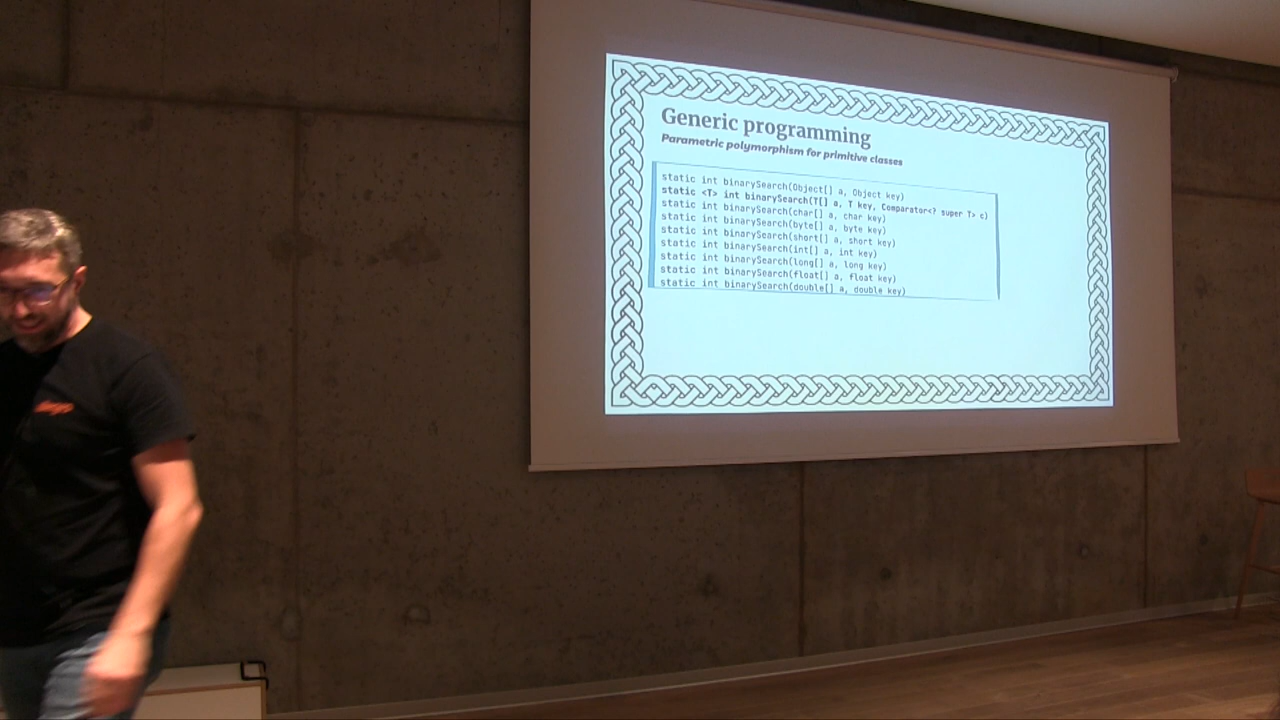 Generic programming
Parametric polymorphism for primitive classes
static int binarySearch(Object[] a, Object key)
static <T> int binarySearch(T[] a, T key, Comparator<? super T> c)
static int binarySearch(char[] a, char key)
static int binarySearch(byte[] a, byte key)
static int binarySearch(short[] a, short key)
static int binarySearch(int[] a, int key)
static int binarySearch(long[] a, long key)
static int binarySearch(float[] a, float key)
static int binarySearch(double[] a, double key)